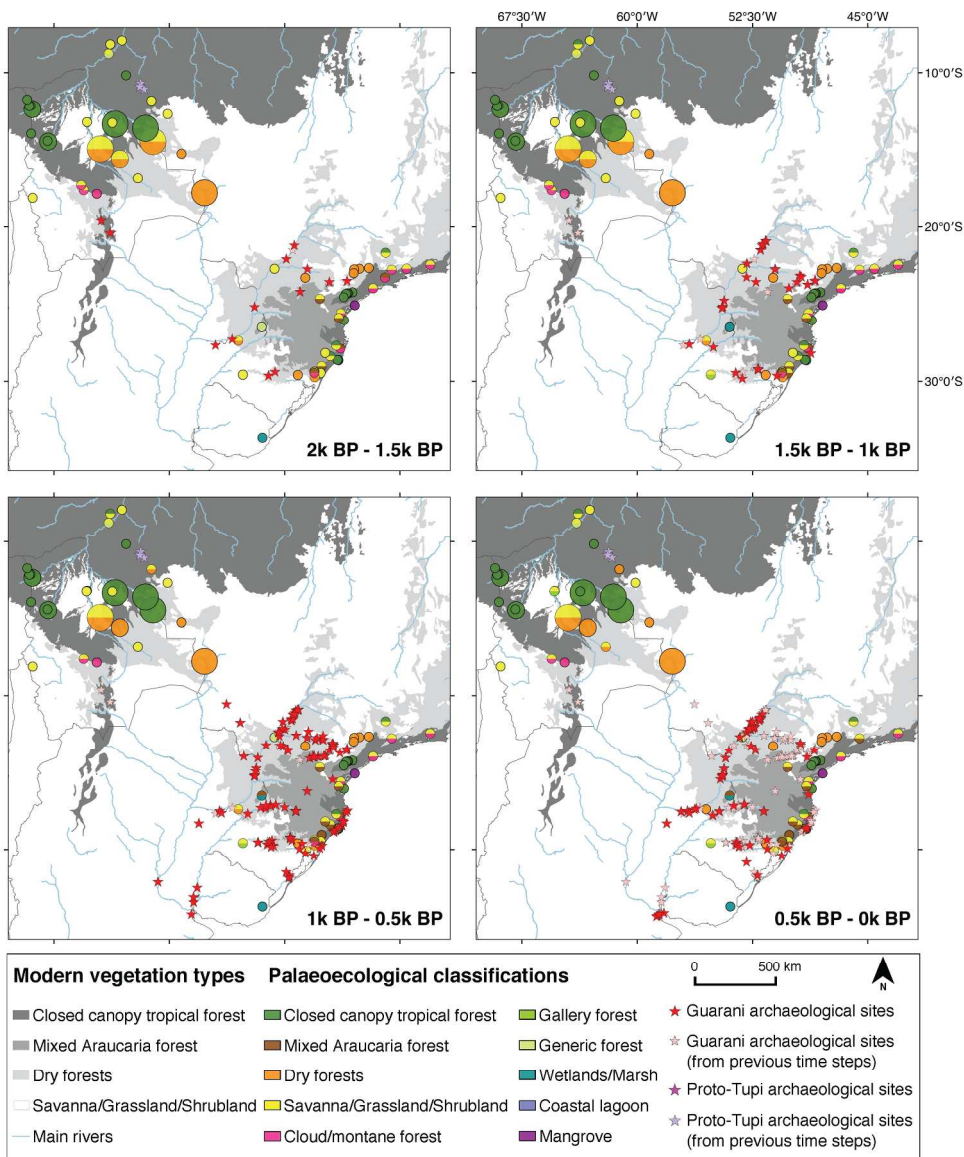 67°30'S W 60°0'W 52°30'S W 45°0'W
10°0'S
20°0'S
30°0'S
2k BP - 1.5k BP
1.5k BP - 1k BP
1k BP - 0.5k BP
0.5k BP - 0k BP
Modern vegetation types
Closed canopy tropical forest
Mixed Araucaria forest
Dry forests
Savanna/Grassland/Shrubland
Main rivers
Palaeoecological classifications
Closed canopy tropical forest
Mixed Araucaria forest
Dry forests
Savanna/Grassland/Shrubland
Cloud/montane forest
Gallery forest
Generic forest
Wetlands/Marsh
Coastal lagoon
Mangrove
0 500 km
N
Guarani archaeological sites
Guarani archaeological sites
(from previous time steps)
Proto-Tupi archaeological sites
Proto-Tupi archaeological sites
(from previous time steps)